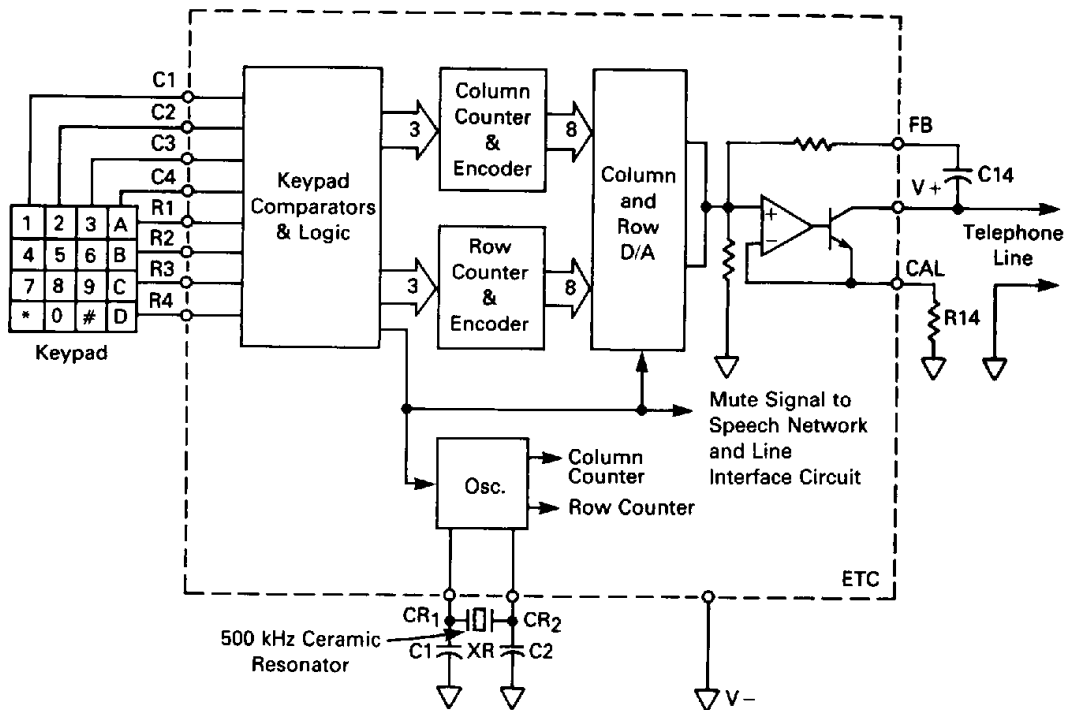 C1
C2
C3
C4
R1
R2
R3
R4
1 2 3 A
4 5 6 B
7 8 9 C
* 0 # D
Keypad
Keypad
Comparators
& Logic
3
Column
Counter
& Encoder
8
3
Row
Counter
& Encoder
8
Column
and
Row
D/A
+
−
FB
C14
V+
Telephone
Line
CAL
R14
Mute Signal to
Speech Network
and Line
Interface Circuit
Osc.
Column
Counter
Row Counter
ETC
CR1
CR2
500 kHz Ceramic
Resonator
C1
XR
C2
V−